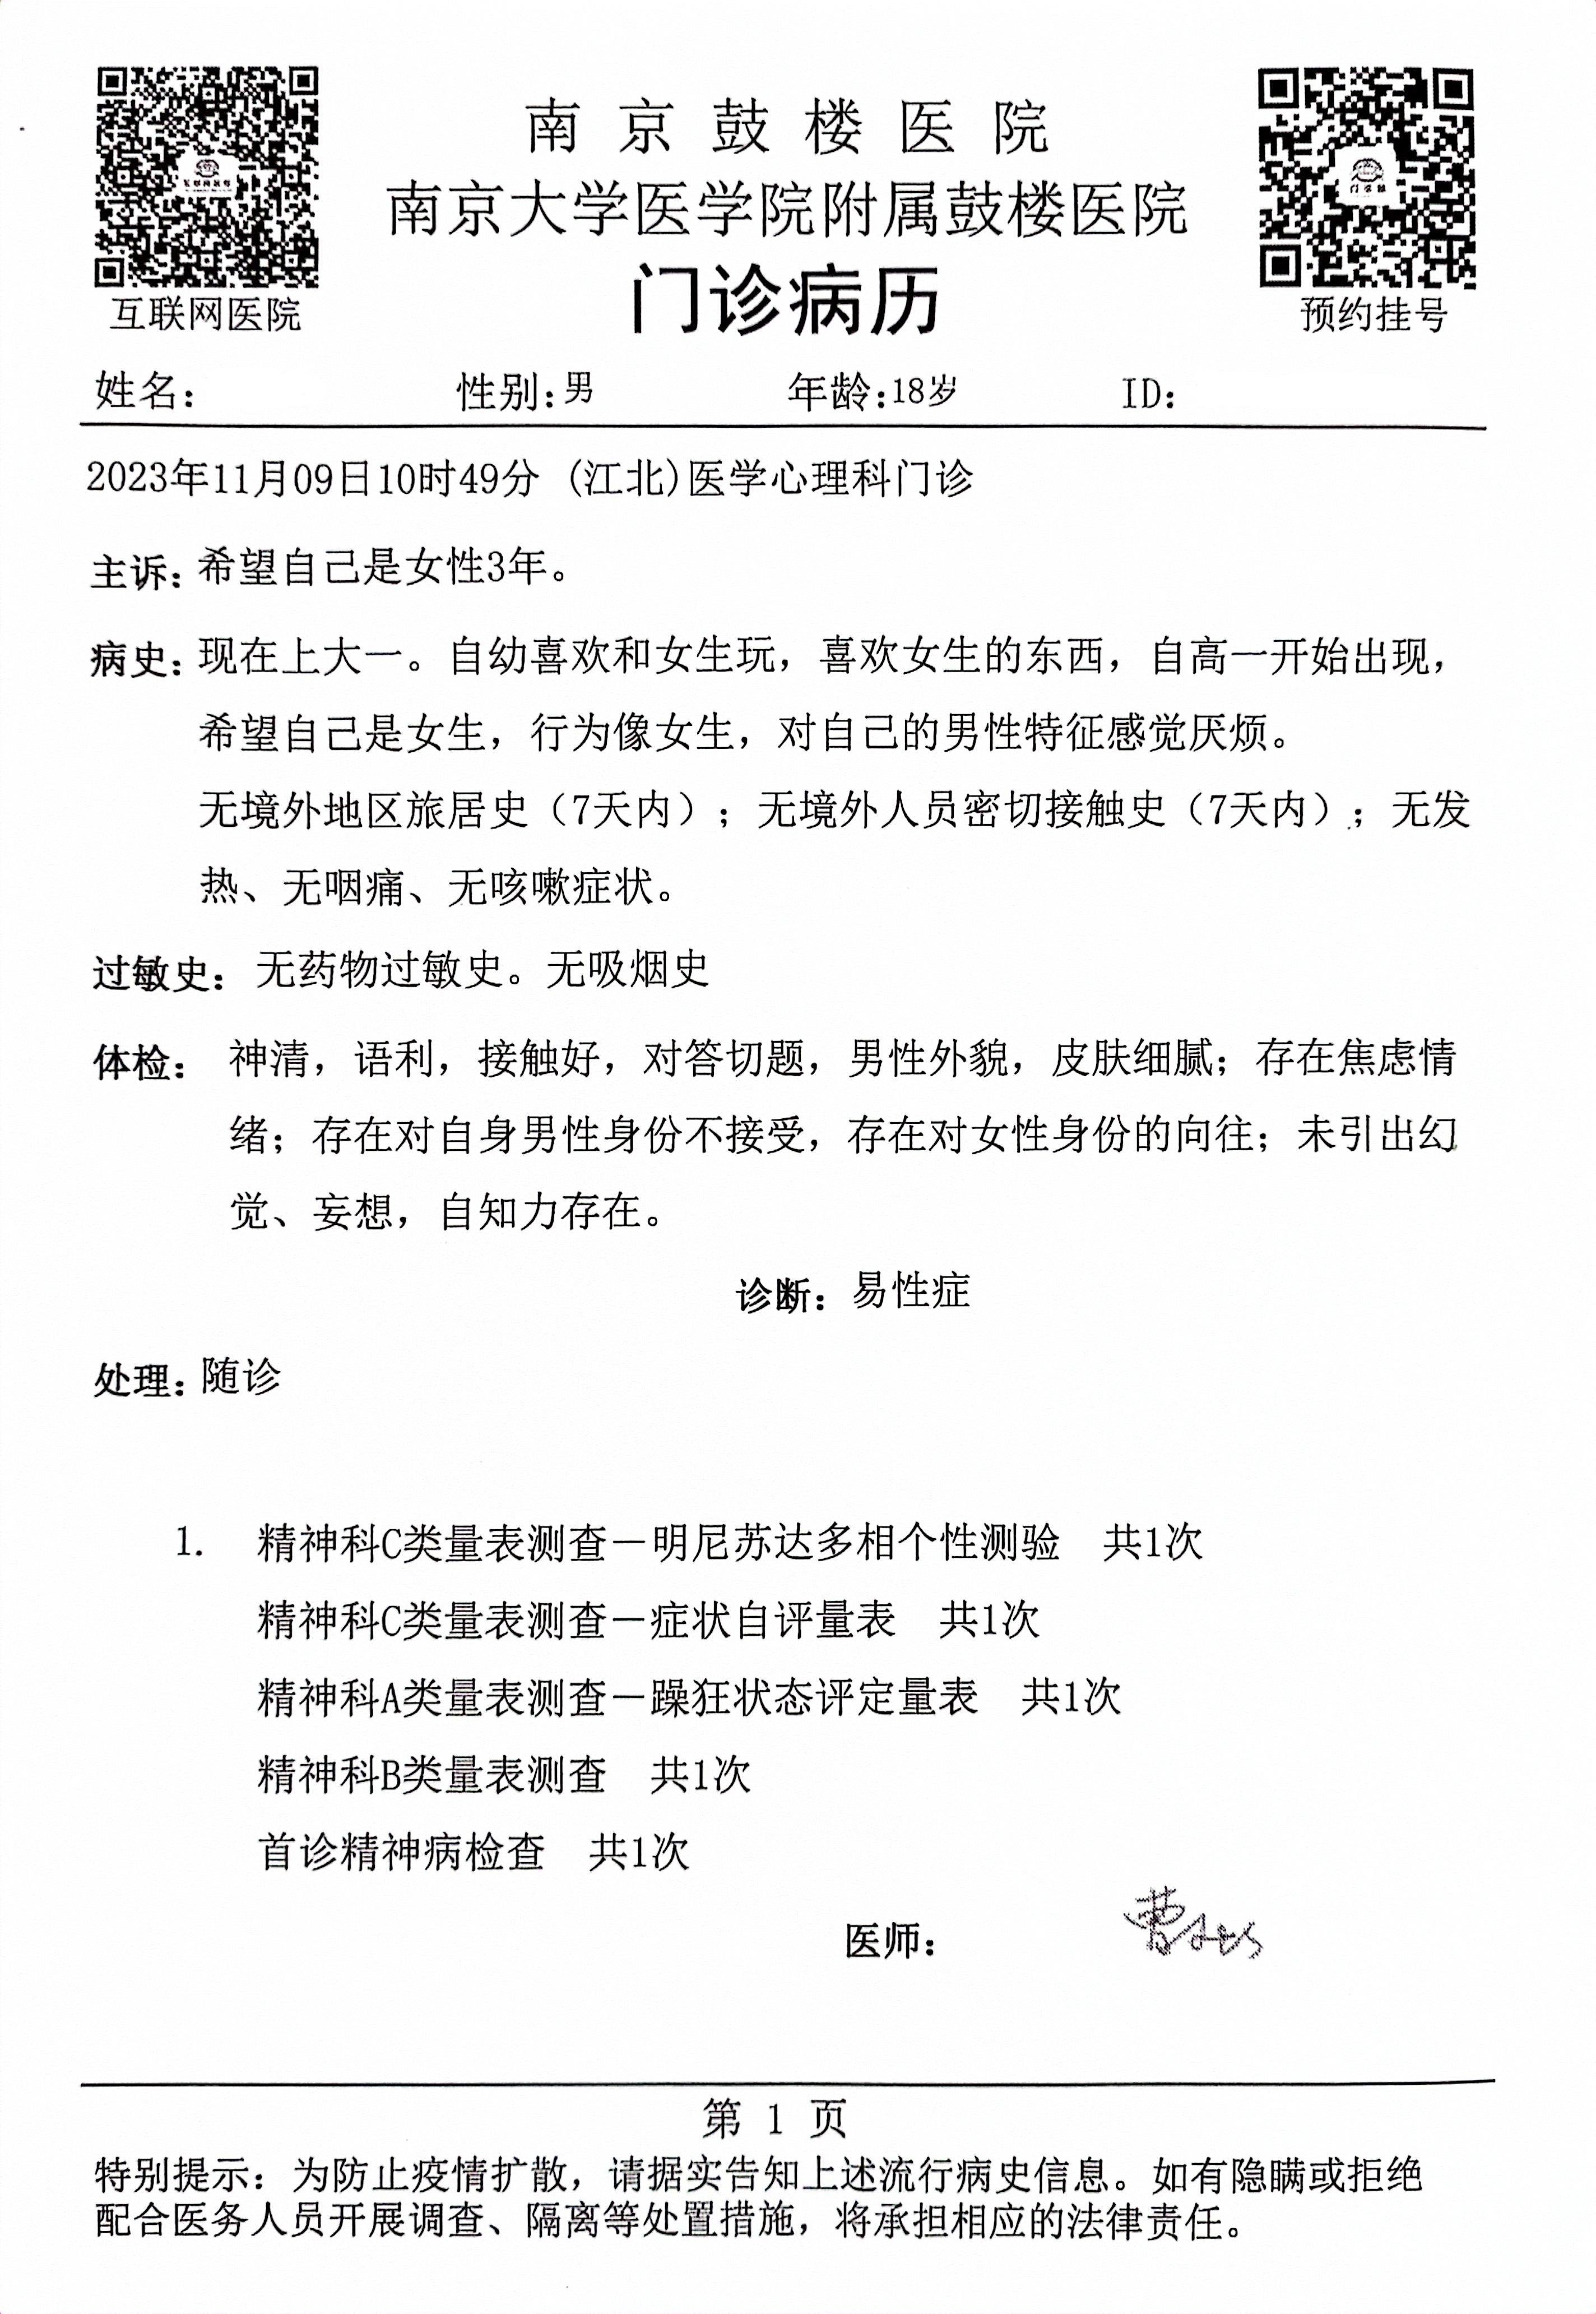 南京鼓楼医院
南京大学医学院附属鼓楼医院
门诊病历
互联网医院
预约挂号
姓名： 性别：男 年龄：18岁 ID：
2023年11月09日10时49分 (江北)医学心理科门诊
主诉：希望自己是女性3年。
病史：现在上大一。自幼喜欢和女生玩，喜欢女生的东西，自高一开始出现，
希望自己是女生，行为像女生，对自己的男性特征感觉厌烦。
无境外地区旅居史（7天内）；无境外人员密切接触史（7天内）；无发
热、无咽痛、无咳嗽症状。
过敏史：无药物过敏史。无吸烟史
体检：神清，语利，接触好，对答切题，男性外貌，皮肤细腻；存在焦虑情
绪；存在对自身男性身份不接受，存在对女性身份的向往；未引出幻
觉、妄想，自知力存在。
诊断：易性症
处理：随诊
1. 精神科C类量表测查－明尼苏达多相个性测验 共1次
精神科C类量表测查－症状自评量表 共1次
精神科A类量表测查－躁狂状态评定量表 共1次
精神科B类量表测查 共1次
首诊精神病检查 共1次
医师：
第 1 页
特别提示：为防止疫情扩散，请据实告知上述流行病史信息。如有隐瞒或拒绝
配合医务人员开展调查、隔离等处置措施，将承担相应的法律责任。